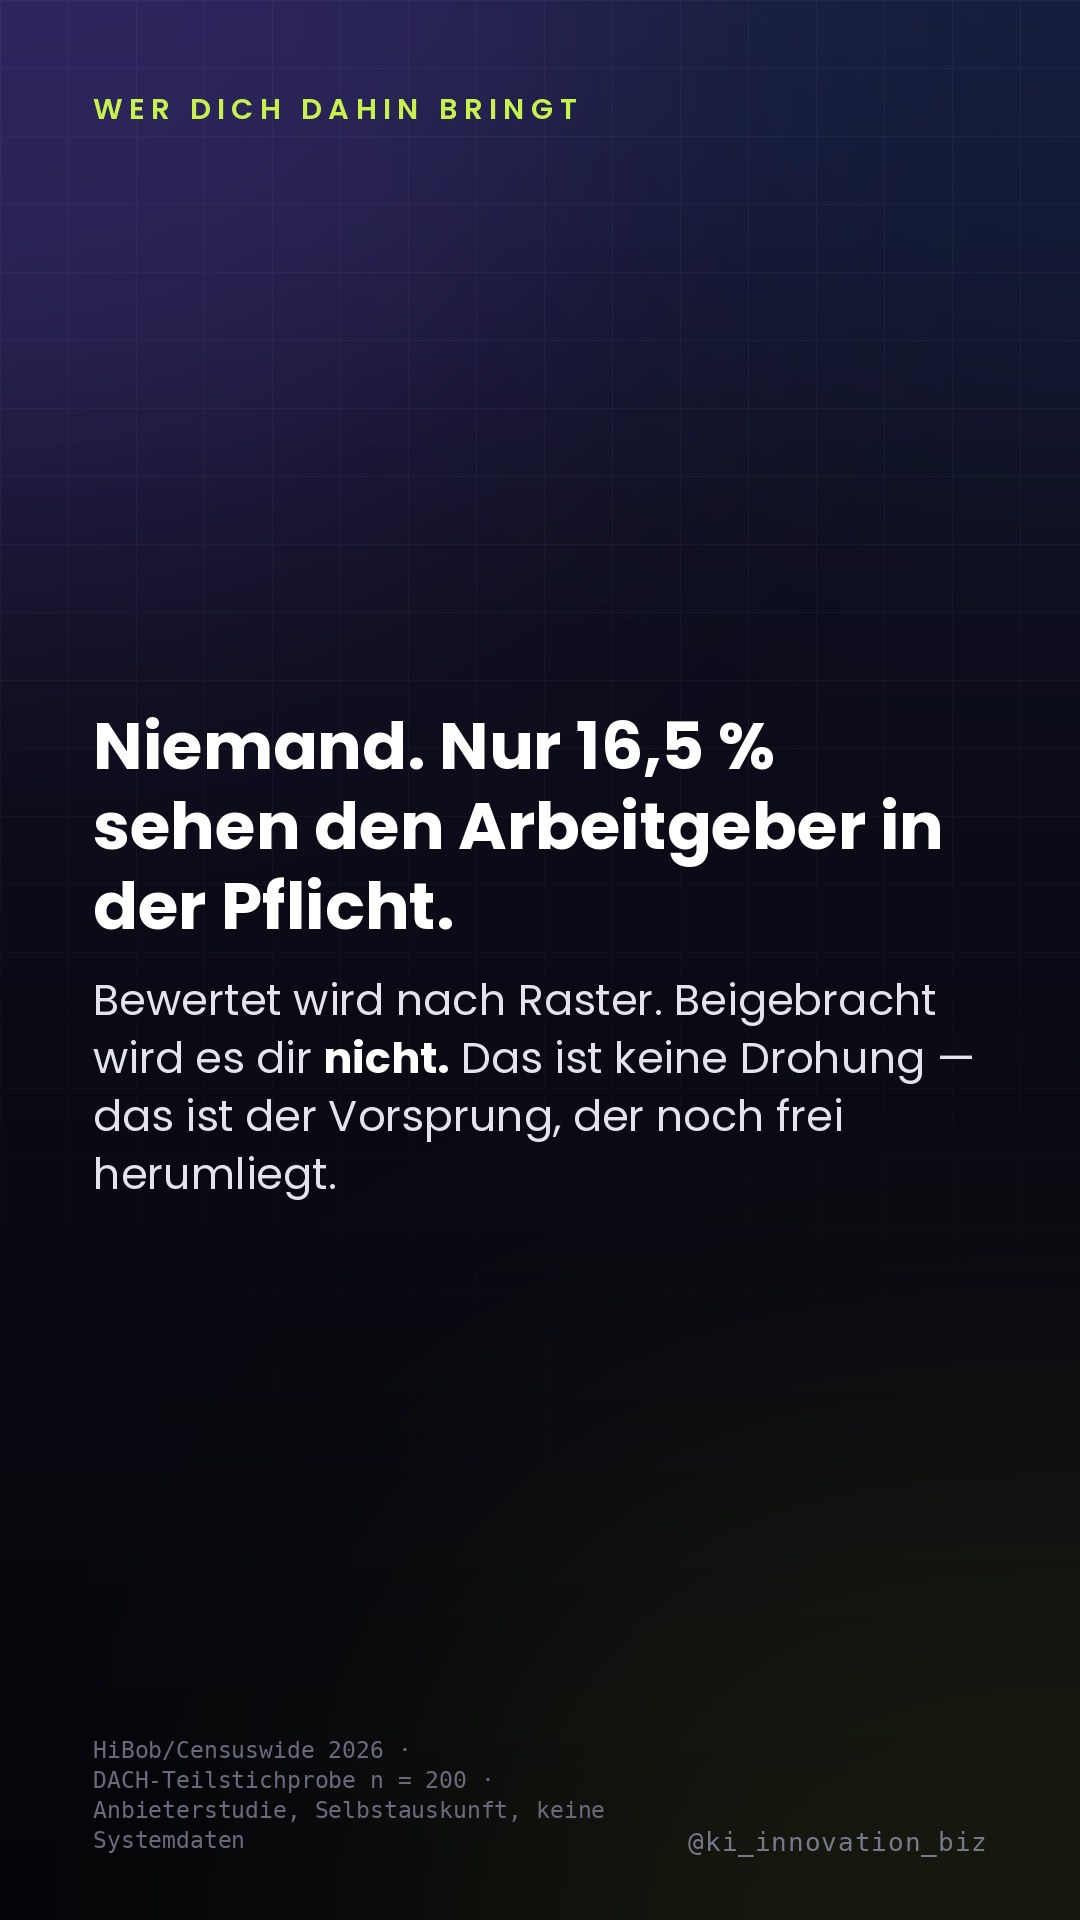 WER DICH DAHIN BRINGT
Niemand. Nur 16,5 %
sehen den Arbeitgeber in
der Pflicht.
Bewertet wird nach Raster. Beigebracht
wird es dir nicht. Das ist keine Drohung —
das ist der Vorsprung, der noch frei
herumliegt.
HiBob/Censuswide 2026 ·
DACH-Teilstichprobe n = 200 ·
Anbieterstudie, Selbstauskunft, keine
Systemdaten
@ki_innovation_biz